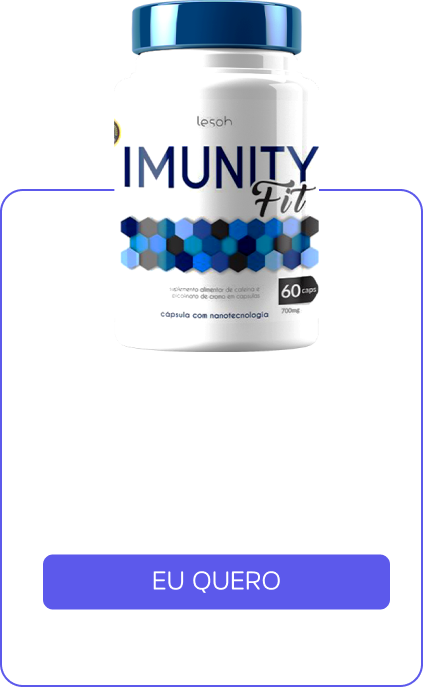 lesoh
IMUNITY
Fit
suplemento alimentar de cafeína e
picolinato de cromo em cápsulas
60 caps
700mg
cápsula com nanotecnologia
EU QUERO